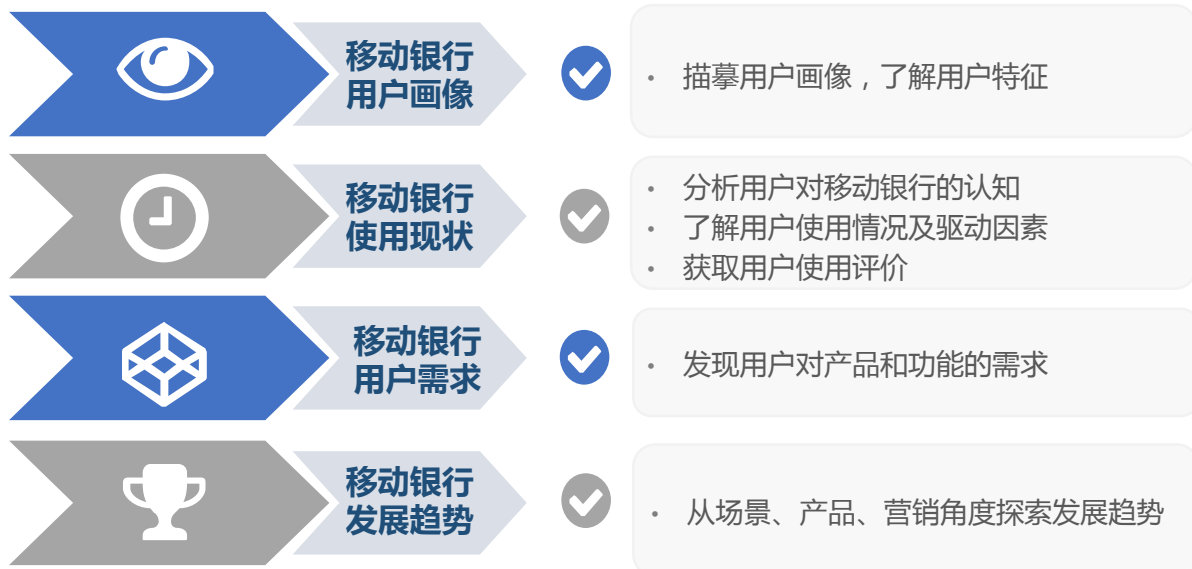 移动银行
用户画像
• 描摹用户画像，了解用户特征
移动银行
使用现状
• 分析用户对移动银行的认知
• 了解用户使用情况及驱动因素
• 获取用户使用评价
移动银行
用户需求
• 发现用户对产品和功能的需求
移动银行
发展趋势
• 从场景、产品、营销角度探索发展趋势